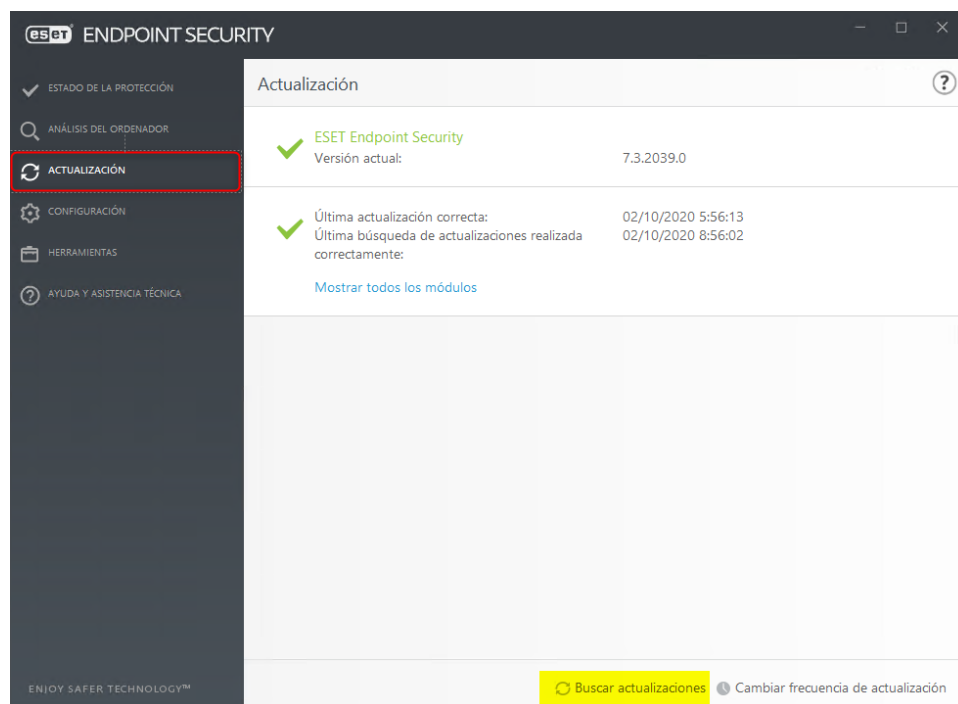 eset ENDPOINT SECURITY
ESTADO DE LA PROTECCIÓN
ANÁLISIS DEL ORDENADOR
ACTUALIZACIÓN
CONFIGURACIÓN
HERRAMIENTAS
AYUDA Y ASISTENCIA TÉCNICA
ENJOY SAFER TECHNOLOGY™
Actualización
?
ESET Endpoint Security
Versión actual: 7.3.2039.0
Última actualización correcta: 02/10/2020 5:56:13
Última búsqueda de actualizaciones realizada 02/10/2020 8:56:02
correctamente:
Mostrar todos los módulos
Buscar actualizaciones Cambiar frecuencia de actualización